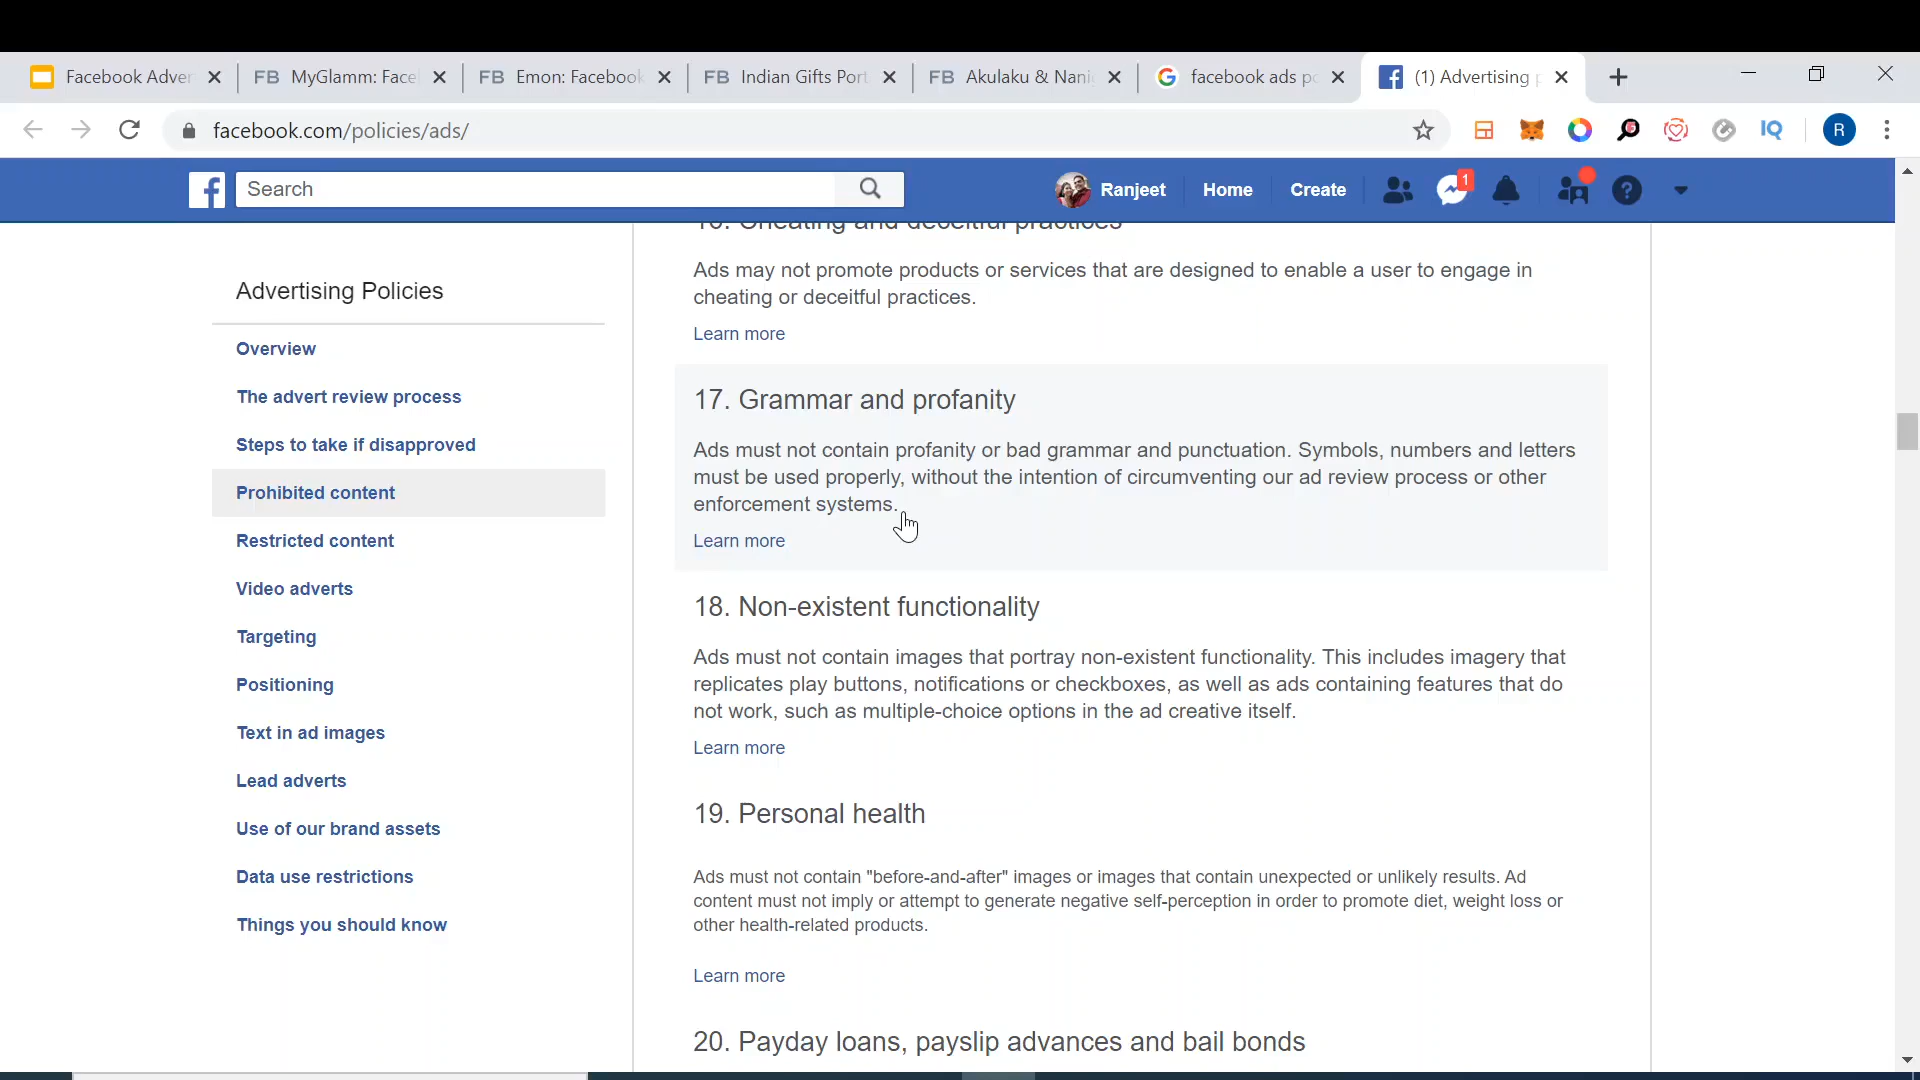 Facebook Adver
FB MyGlamm: Face
FB Emon: Facebook
FB Indian Gifts Port
FB Akulaku & Nani
facebook ads po
(1) Advertising p
facebook.com/policies/ads/
IQ
R
Search
Ranjeet
Home
Create
1
16. Cheating and deceitful practices
Ads may not promote products or services that are designed to enable a user to engage in
cheating or deceitful practices.
Learn more
Advertising Policies
Overview
The advert review process
Steps to take if disapproved
Prohibited content
Restricted content
Video adverts
Targeting
Positioning
Text in ad images
Lead adverts
Use of our brand assets
Data use restrictions
Things you should know
17. Grammar and profanity
Ads must not contain profanity or bad grammar and punctuation. Symbols, numbers and letters
must be used properly, without the intention of circumventing our ad review process or other
enforcement systems.
Learn more
18. Non-existent functionality
Ads must not contain images that portray non-existent functionality. This includes imagery that
replicates play buttons, notifications or checkboxes, as well as ads containing features that do
not work, such as multiple-choice options in the ad creative itself.
Learn more
19. Personal health
Ads must not contain "before-and-after" images or images that contain unexpected or unlikely results. Ad
content must not imply or attempt to generate negative self-perception in order to promote diet, weight loss or
other health-related products.
Learn more
20. Payday loans, payslip advances and bail bonds